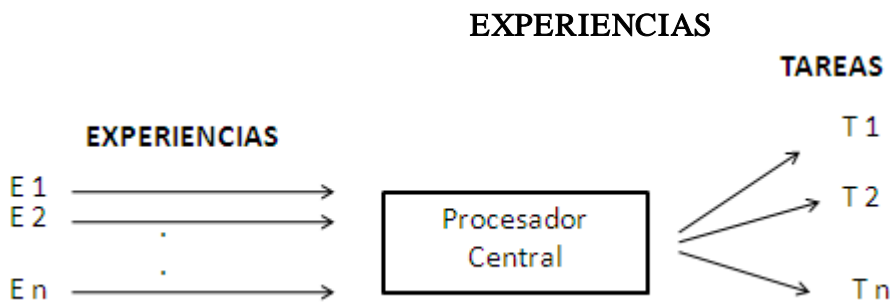 EXPERIENCIAS
TAREAS
EXPERIENCIAS
T 1
E 1
E 2
Procesador
Central
T 2
.
.
E n
T n